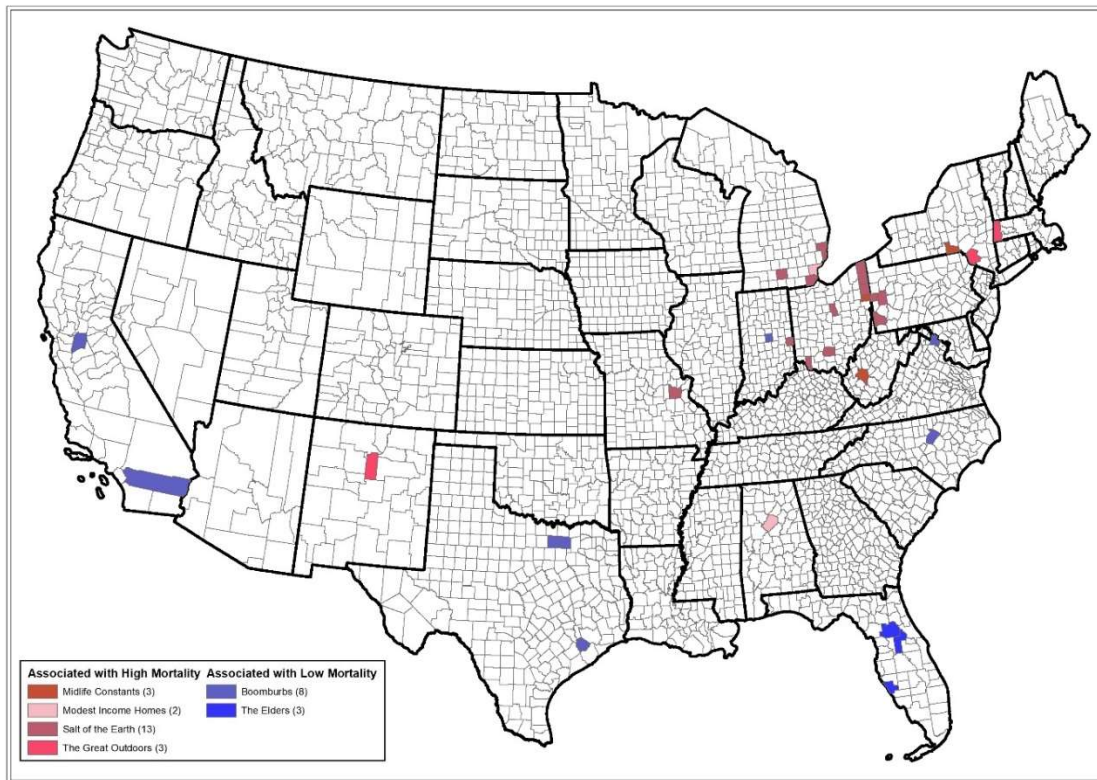 Associated with High Mortality Associated with Low Mortality
Midlife Constants (3) Boomburbs (8)
Modest Income Homes (2) The Elders (3)
Salt of the Earth (13)
The Great Outdoors (3)